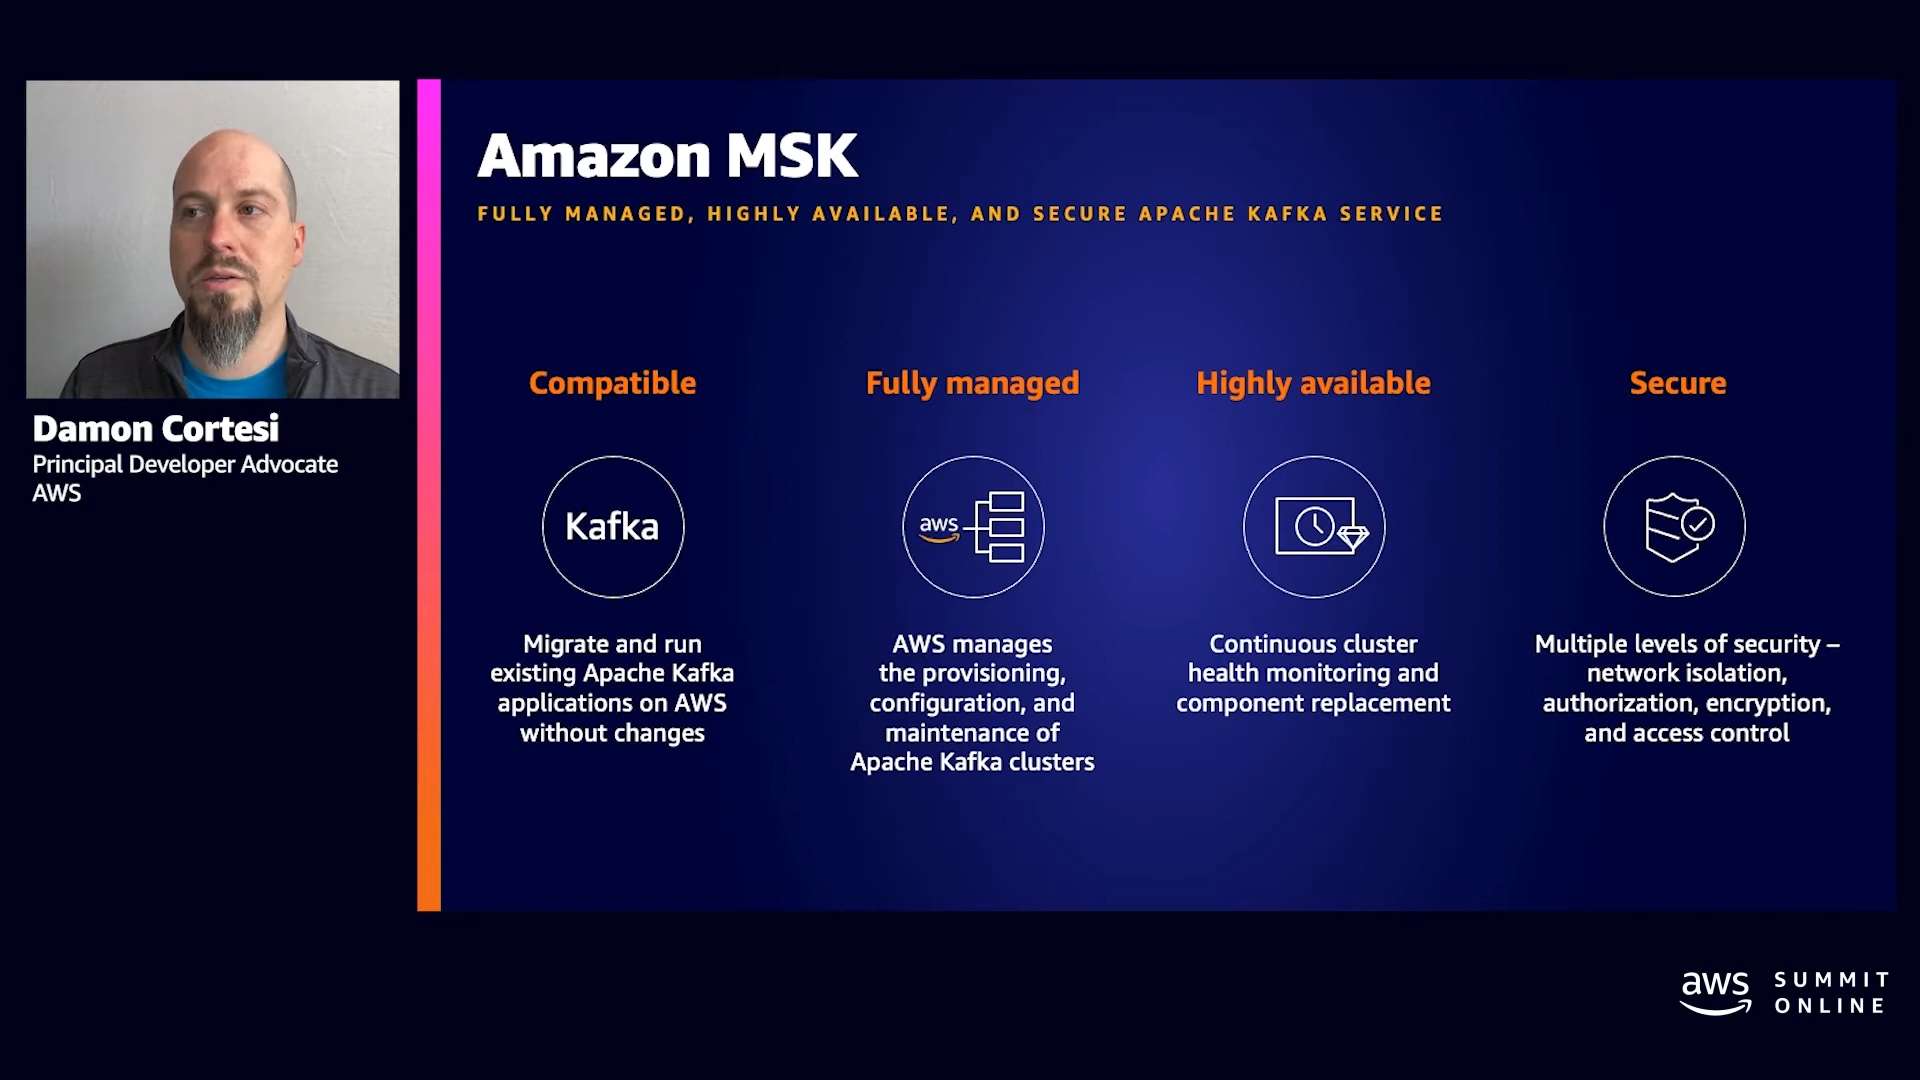 Amazon MSK
FULLY MANAGED, HIGHLY AVAILABLE, AND SECURE APACHE KAFKA SERVICE
Damon Cortesi
Principal Developer Advocate
AWS
Compatible
Kafka
Migrate and run
existing Apache Kafka
applications on AWS
without changes
Fully managed
aws
AWS manages
the provisioning,
configuration, and
maintenance of
Apache Kafka clusters
Highly available
Continuous cluster
health monitoring and
component replacement
Secure
Multiple levels of security –
network isolation,
authorization, encryption,
and access control
aws SUMMIT
ONLINE